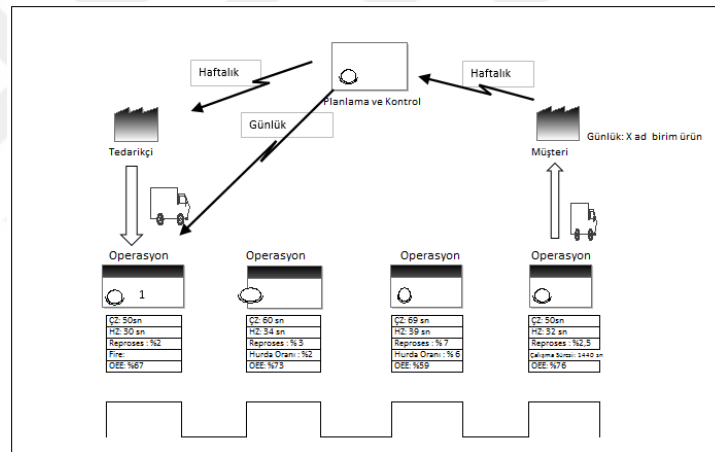 Haftalık
Haftalık
Planlama ve Kontrol
Günlük
Tedarikçi
Müşteri
Günlük: X ad birim ürün
Operasyon
1
ÇZ: 50sn
HZ: 30 sn
Reproses : %2
Fire:
OEE: %67
Operasyon
ÇZ: 60 sn
HZ: 34 sn
Reproses : % 3
Hurda Oranı : %2
OEE: %73
Operasyon
ÇZ: 69 sn
HZ: 39 sn
Reproses : % 7
Hurda Oranı : % 6
OEE: %59
Operasyon
ÇZ: 50sn
HZ: 32 sn
Reproses : %2,5
Çalışma Süresi: 1440 sn
OEE: %76